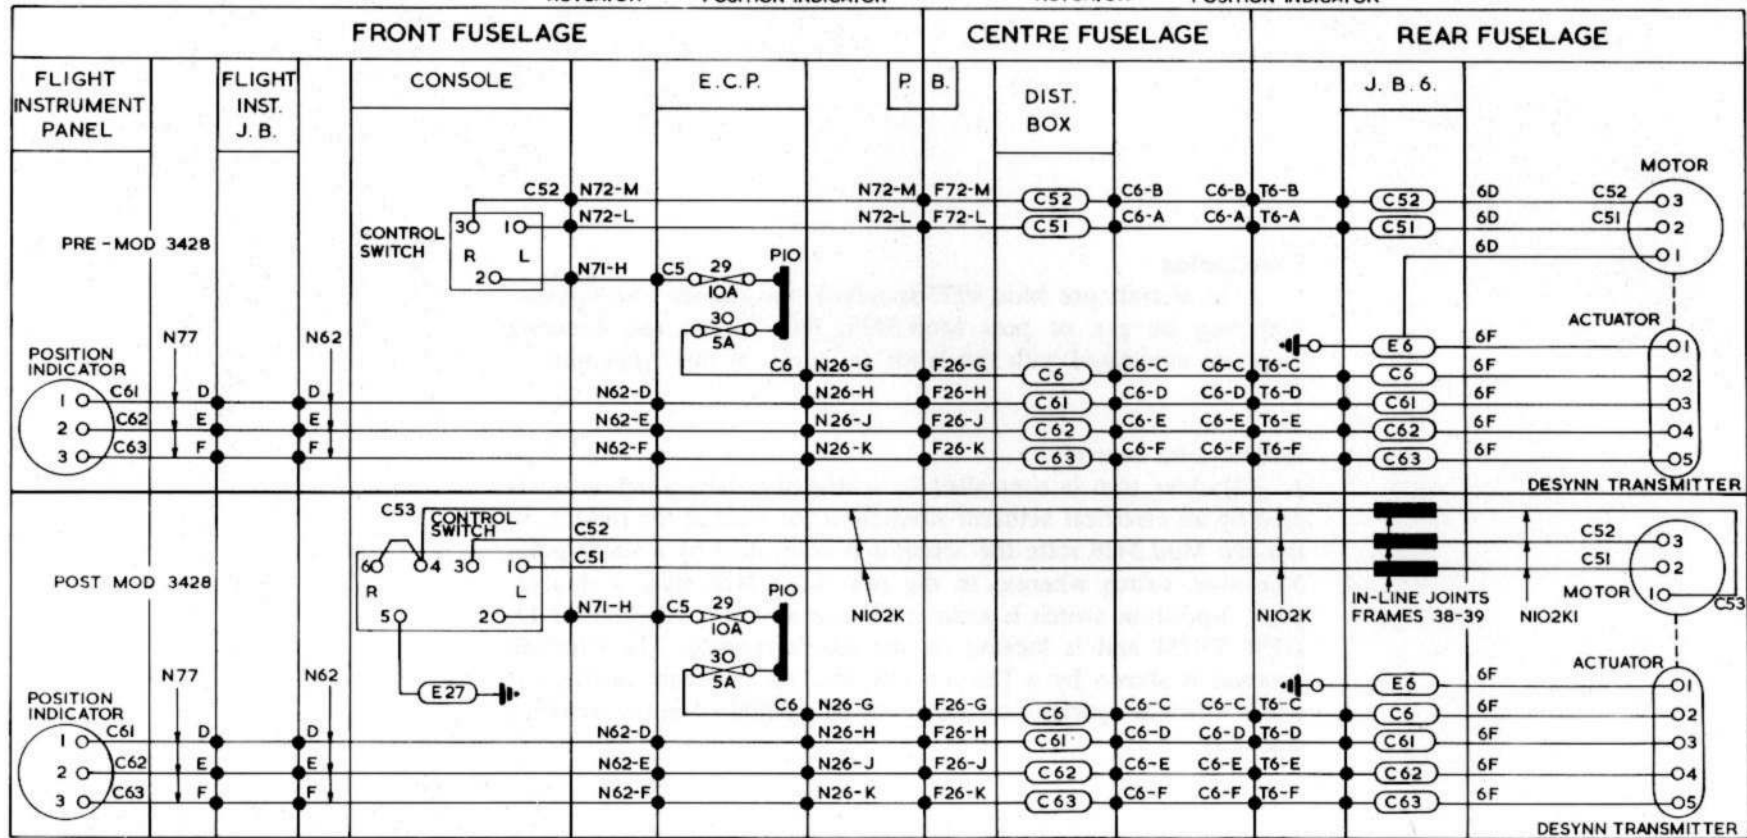 POSITION INDICATOR
POSITION INDICATOR
FRONT FUSELAGE
CENTRE FUSELAGE
REAR FUSELAGE
FLIGHT
INSTRUMENT
PANEL
FLIGHT
INST.
J.B.
CONSOLE
E.C.P.
P. B.
DIST.
BOX
J.B.6.
MOTOR
PRE-MOD 3428
CONTROL
SWITCH
C52 N72-M N72-M F72-M C52 C6-B C6-B T6-B C52 6D C52 3
3 1 N72-L N72-L F72-L C51 C6-A C6-A T6-A C51 6D C51 2
R L
6D 1
2 N71-H C5 29 P10
10A
30
5A
ACTUATOR
N77 N62
E6 6F 1
POSITION
INDICATOR
C6 N26-G F26-G C6 C6-C C6-C T6-C C6 6F 2
1 C61 D D N62-D N26-H F26-H C61 C6-D C6-D T6-D C61 6F 3
2 C62 E E N62-E N26-J F26-J C62 C6-E C6-E T6-E C62 6F 4
3 C63 F F N62-F N26-K F26-K C63 C6-F C6-F T6-F C63 6F 5
DESYNN TRANSMITTER
POST MOD 3428
C53 CONTROL
SWITCH
C52
C51
6 4 3 1
R L
5 2 N71-H C5 29 P10
10A
30
5A
E27
N102K
N102K
IN-LINE JOINTS
FRAMES 38-39
N102K1
C52 3
C51 2
MOTOR 1
C53
ACTUATOR
N77 N62
E6 6F 1
POSITION
INDICATOR
C6 N26-G F26-G C6 C6-C C6-C T6-C C6 6F 2
1 C61 D D N62-D N26-H F26-H C61 C6-D C6-D T6-D C61 6F 3
2 C62 E E N62-E N26-J F26-J C62 C6-E C6-E T6-E C62 6F 4
3 C63 F F N62-F N26-K F26-K C63 C6-F C6-F T6-F C63 6F 5
DESYNN TRANSMITTER